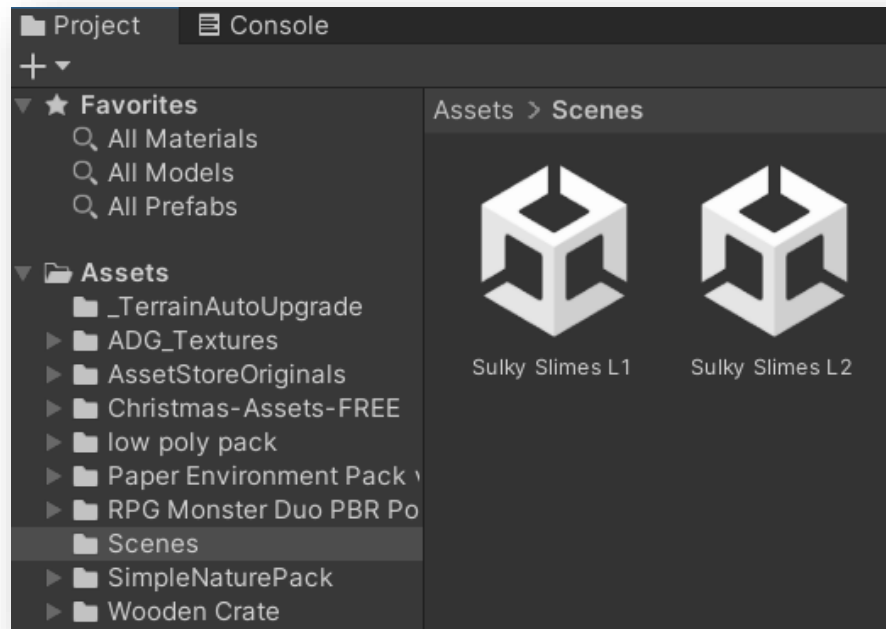 Project
Console
Favorites
All Materials
All Models
All Prefabs
Assets
_TerrainAutoUpgrade
ADG_Textures
AssetStoreOriginals
Christmas-Assets-FREE
low poly pack
Paper Environment Pack
RPG Monster Duo PBR Po
Scenes
SimpleNaturePack
Wooden Crate
Assets > Scenes
Sulky Slimes L1
Sulky Slimes L2